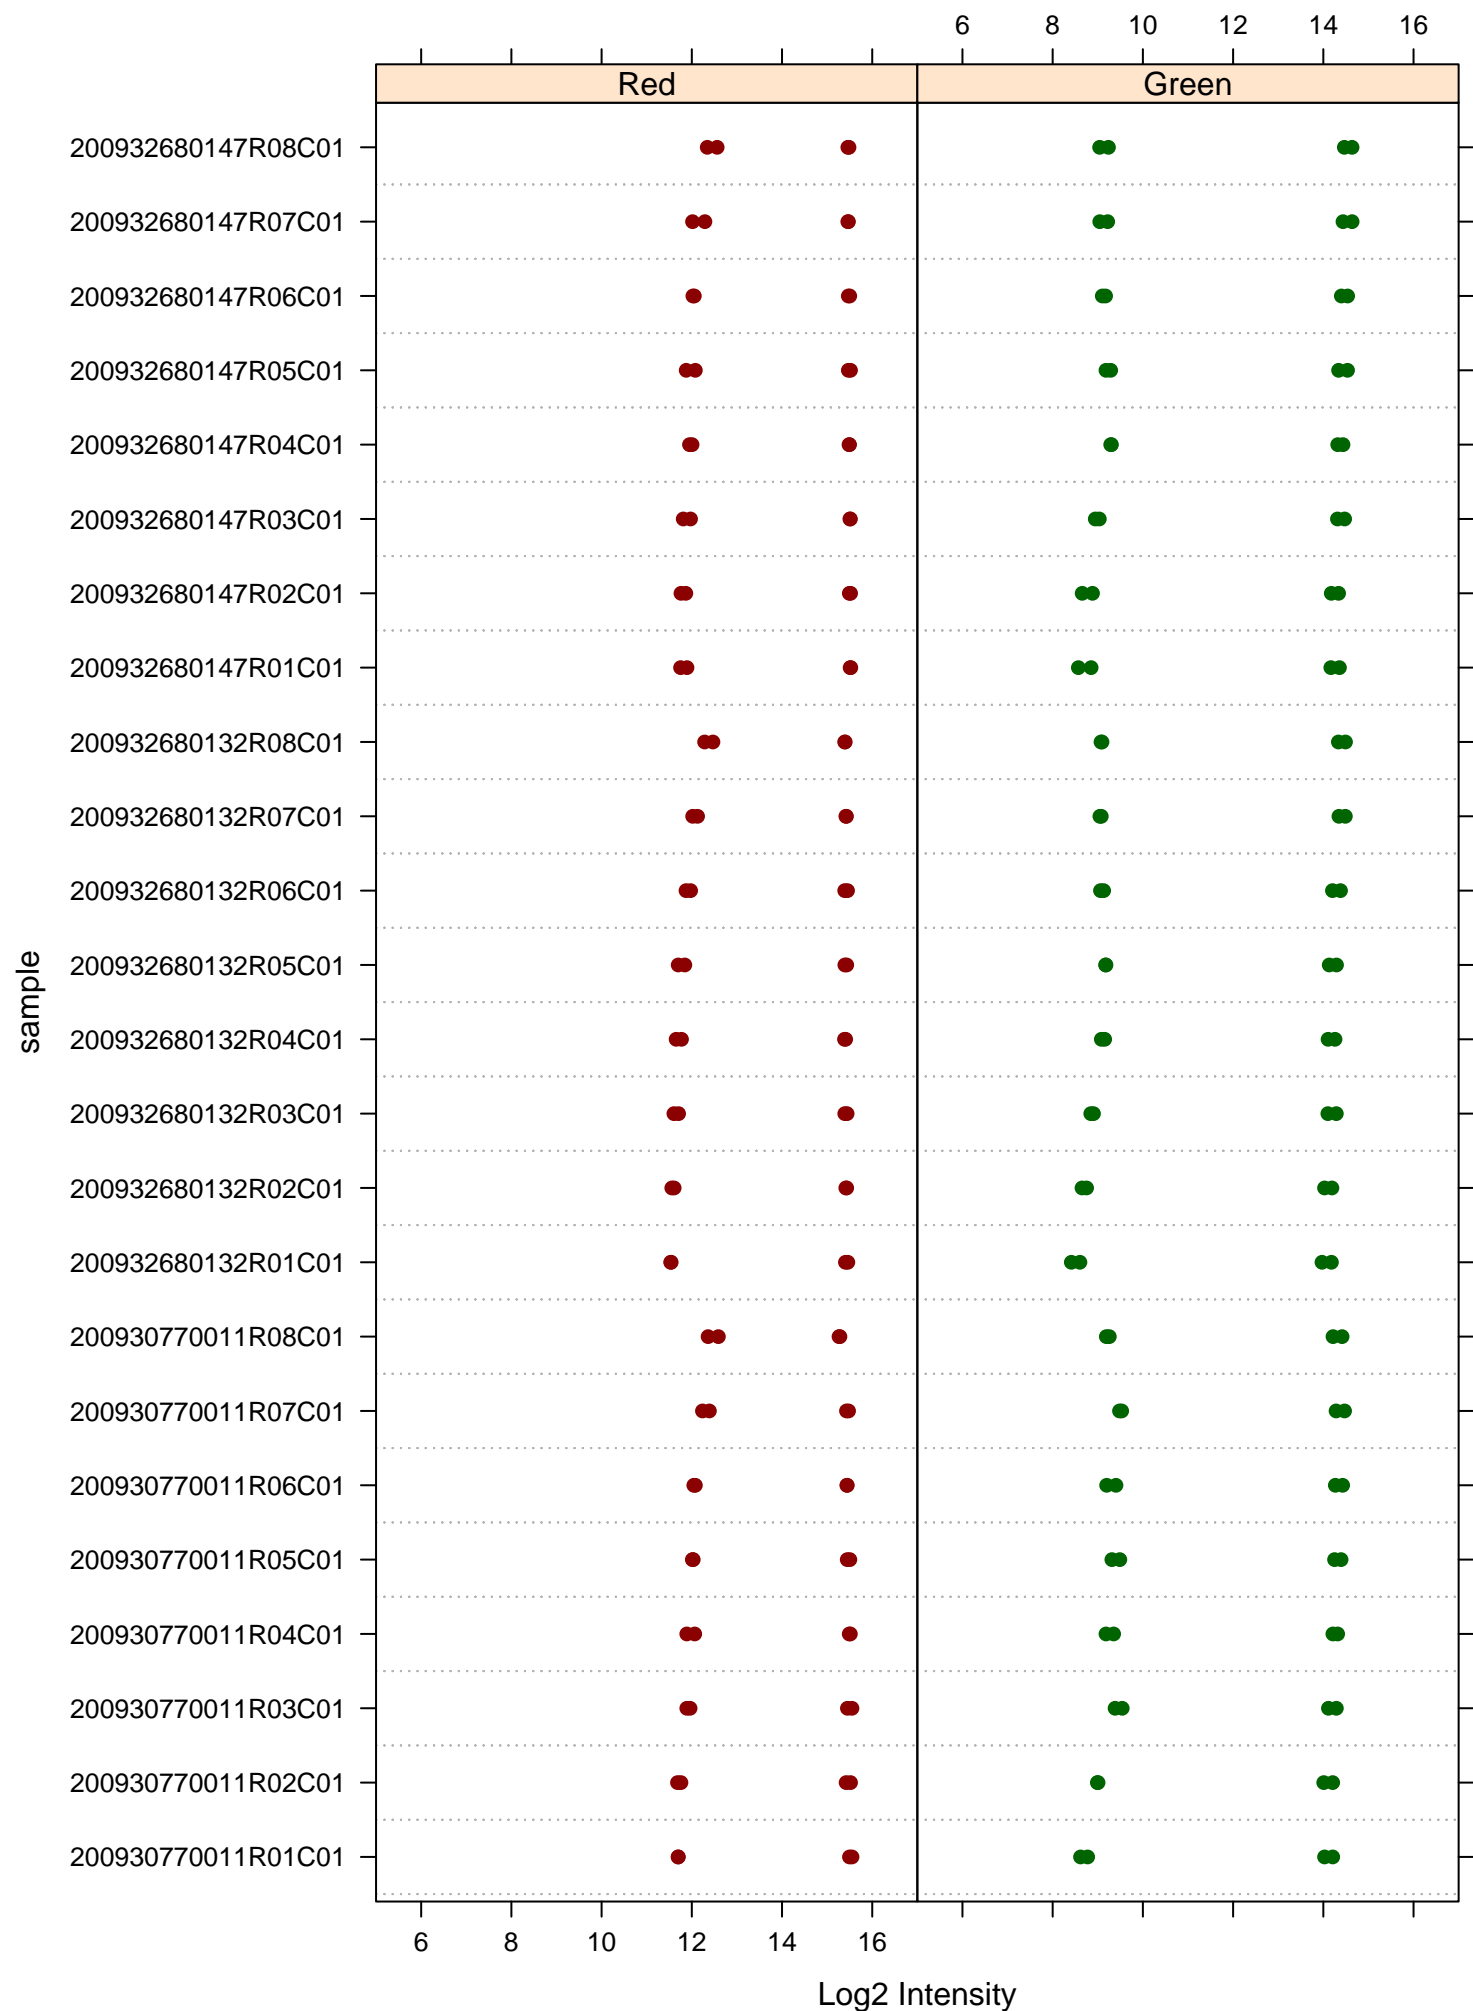 6 8 10 12 14 16
Red Green
200932680147R08C01
200932680147R07C01
200932680147R06C01
200932680147R05C01
200932680147R04C01
200932680147R03C01
200932680147R02C01
200932680147R01C01
200932680132R08C01
200932680132R07C01
200932680132R06C01
200932680132R05C01
200932680132R04C01
200932680132R03C01
200932680132R02C01
200932680132R01C01
200930770011R08C01
200930770011R07C01
200930770011R06C01
200930770011R05C01
200930770011R04C01
200930770011R03C01
200930770011R02C01
200930770011R01C01
sample
6 8 10 12 14 16
Log2 Intensity